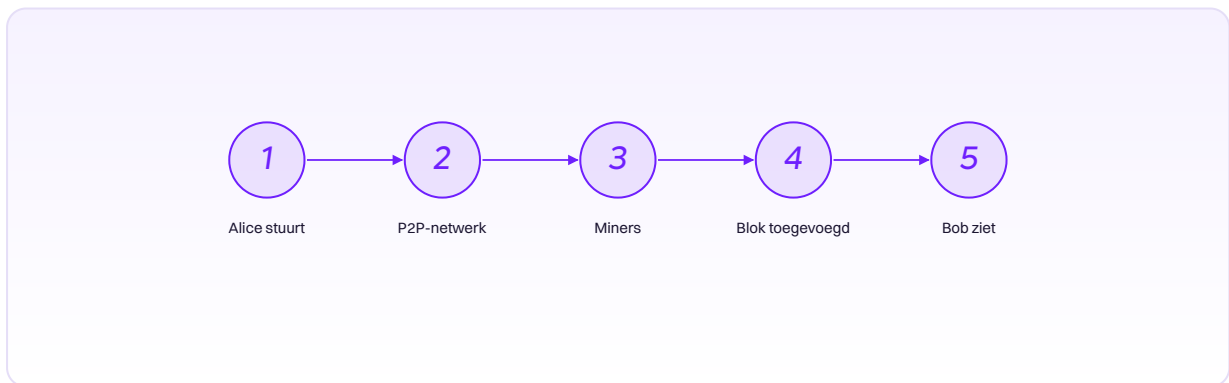 1
2
3
4
5
Alice stuurt
P2P-netwerk
Miners
Blok toegevoegd
Bob ziet